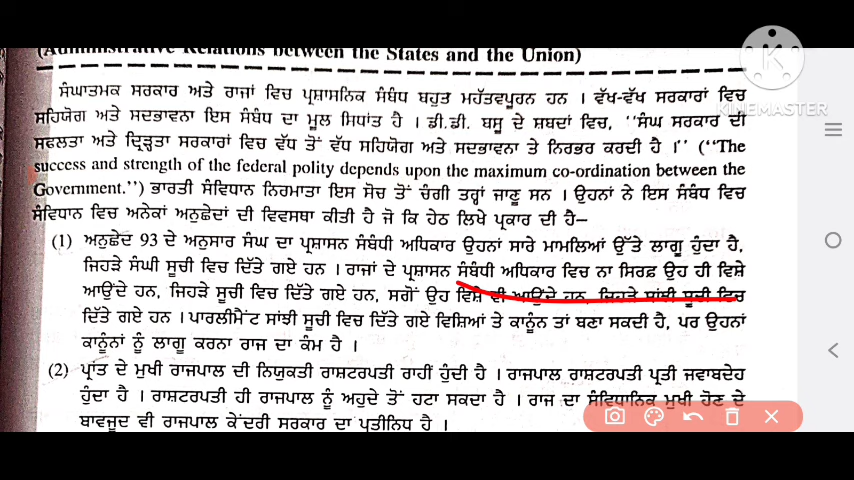 (Administrative Relations between the States and the Union)
ਸੰਘਾਤਮਕ ਸਰਕਾਰ ਅਤੇ ਰਾਜਾਂ ਵਿਚ ਪ੍ਰਸ਼ਾਸਨਿਕ ਸੰਬੰਧ ਬਹੁਤ ਮਹੱਤਵਪੂਰਨ ਹਨ । ਵੱਖ-ਵੱਖ ਸਰਕਾਰਾਂ ਵਿਚ
ਸਹਿਯੋਗ ਅਤੇ ਸਦਭਾਵਨਾ ਇਸ ਸੰਬੰਧ ਦਾ ਮੂਲ ਸਿਧਾਂਤ ਹੈ । ਡੀ.ਡੀ. ਬਸੂ ਦੇ ਸ਼ਬਦਾਂ ਵਿਚ, “ਸੰਘ ਸਰਕਾਰ ਦੀ
ਸਫਲਤਾ ਅਤੇ ਦ੍ਰਿੜ੍ਹਤਾ ਸਰਕਾਰਾਂ ਵਿਚ ਵੱਧ ਤੋਂ ਵੱਧ ਸਹਿਯੋਗ ਅਤੇ ਸਦਭਾਵਨਾ ਤੇ ਨਿਰਭਰ ਕਰਦੀ ਹੈ ।” (“The
success and strength of the federal polity depends upon the maximum co-ordination between the
Government.”) ਭਾਰਤੀ ਸੰਵਿਧਾਨ ਨਿਰਮਾਤਾ ਇਸ ਸੋਚ ਤੋਂ ਚੰਗੀ ਤਰ੍ਹਾਂ ਜਾਣੂ ਸਨ । ਉਹਨਾਂ ਨੇ ਇਸ ਸੰਬੰਧ ਵਿਚ
ਸੰਵਿਧਾਨ ਵਿਚ ਅਨੇਕਾਂ ਅਨੁਛੇਦਾਂ ਦੀ ਵਿਵਸਥਾ ਕੀਤੀ ਹੈ ਜੋ ਕਿ ਹੇਠ ਲਿਖੇ ਪ੍ਰਕਾਰ ਦੀ ਹੈ–
(1) ਅਨੁਛੇਦ 93 ਦੇ ਅਨੁਸਾਰ ਸੰਘ ਦਾ ਪ੍ਰਸ਼ਾਸਨ ਸੰਬੰਧੀ ਅਧਿਕਾਰ ਉਹਨਾਂ ਸਾਰੇ ਮਾਮਲਿਆਂ ਉੱਤੇ ਲਾਗੂ ਹੁੰਦਾ ਹੈ,
ਜਿਹੜੇ ਸੰਘੀ ਸੂਚੀ ਵਿਚ ਦਿੱਤੇ ਗਏ ਹਨ । ਰਾਜਾਂ ਦੇ ਪ੍ਰਸ਼ਾਸਨ ਸੰਬੰਧੀ ਅਧਿਕਾਰ ਵਿਚ ਨਾ ਸਿਰਫ਼ ਉਹ ਹੀ ਵਿਸ਼ੇ
ਆਉਂਦੇ ਹਨ, ਜਿਹੜੇ ਸੂਚੀ ਵਿਚ ਦਿੱਤੇ ਗਏ ਹਨ, ਸਗੋਂ ਉਹ ਵਿਸ਼ੇ ਵੀ ਆਉਂਦੇ ਹਨ, ਜਿਹੜੇ ਸਾਂਝੀ ਸੂਚੀ ਵਿਚ
ਦਿੱਤੇ ਗਏ ਹਨ । ਪਾਰਲੀਮੈਂਟ ਸਾਂਝੀ ਸੂਚੀ ਵਿਚ ਦਿੱਤੇ ਗਏ ਵਿਸ਼ਿਆਂ ਤੇ ਕਾਨੂੰਨ ਤਾਂ ਬਣਾ ਸਕਦੀ ਹੈ, ਪਰ ਉਹਨਾਂ
ਕਾਨੂੰਨਾਂ ਨੂੰ ਲਾਗੂ ਕਰਨਾ ਰਾਜ ਦਾ ਕੰਮ ਹੈ ।
(2) ਪ੍ਰਾਂਤ ਦੇ ਮੁਖੀ ਰਾਜਪਾਲ ਦੀ ਨਿਯੁਕਤੀ ਰਾਸ਼ਟਰਪਤੀ ਰਾਹੀਂ ਹੁੰਦੀ ਹੈ । ਰਾਜਪਾਲ ਰਾਸ਼ਟਰਪਤੀ ਪ੍ਰਤੀ ਜਵਾਬਦੇਹ
ਹੁੰਦਾ ਹੈ । ਰਾਸ਼ਟਰਪਤੀ ਹੀ ਰਾਜਪਾਲ ਨੂੰ ਅਹੁਦੇ ਤੋਂ ਹਟਾ ਸਕਦਾ ਹੈ । ਰਾਜ ਦਾ ਸੰਵਿਧਾਨਿਕ ਮੁਖੀ ਹੋਣ ਦੇ
ਬਾਵਜੂਦ ਵੀ ਰਾਜਪਾਲ ਕੇਂਦਰੀ ਸਰਕਾਰ ਦਾ ਪ੍ਰਤੀਨਿਧ ਹੈ ।
KINEMASTER